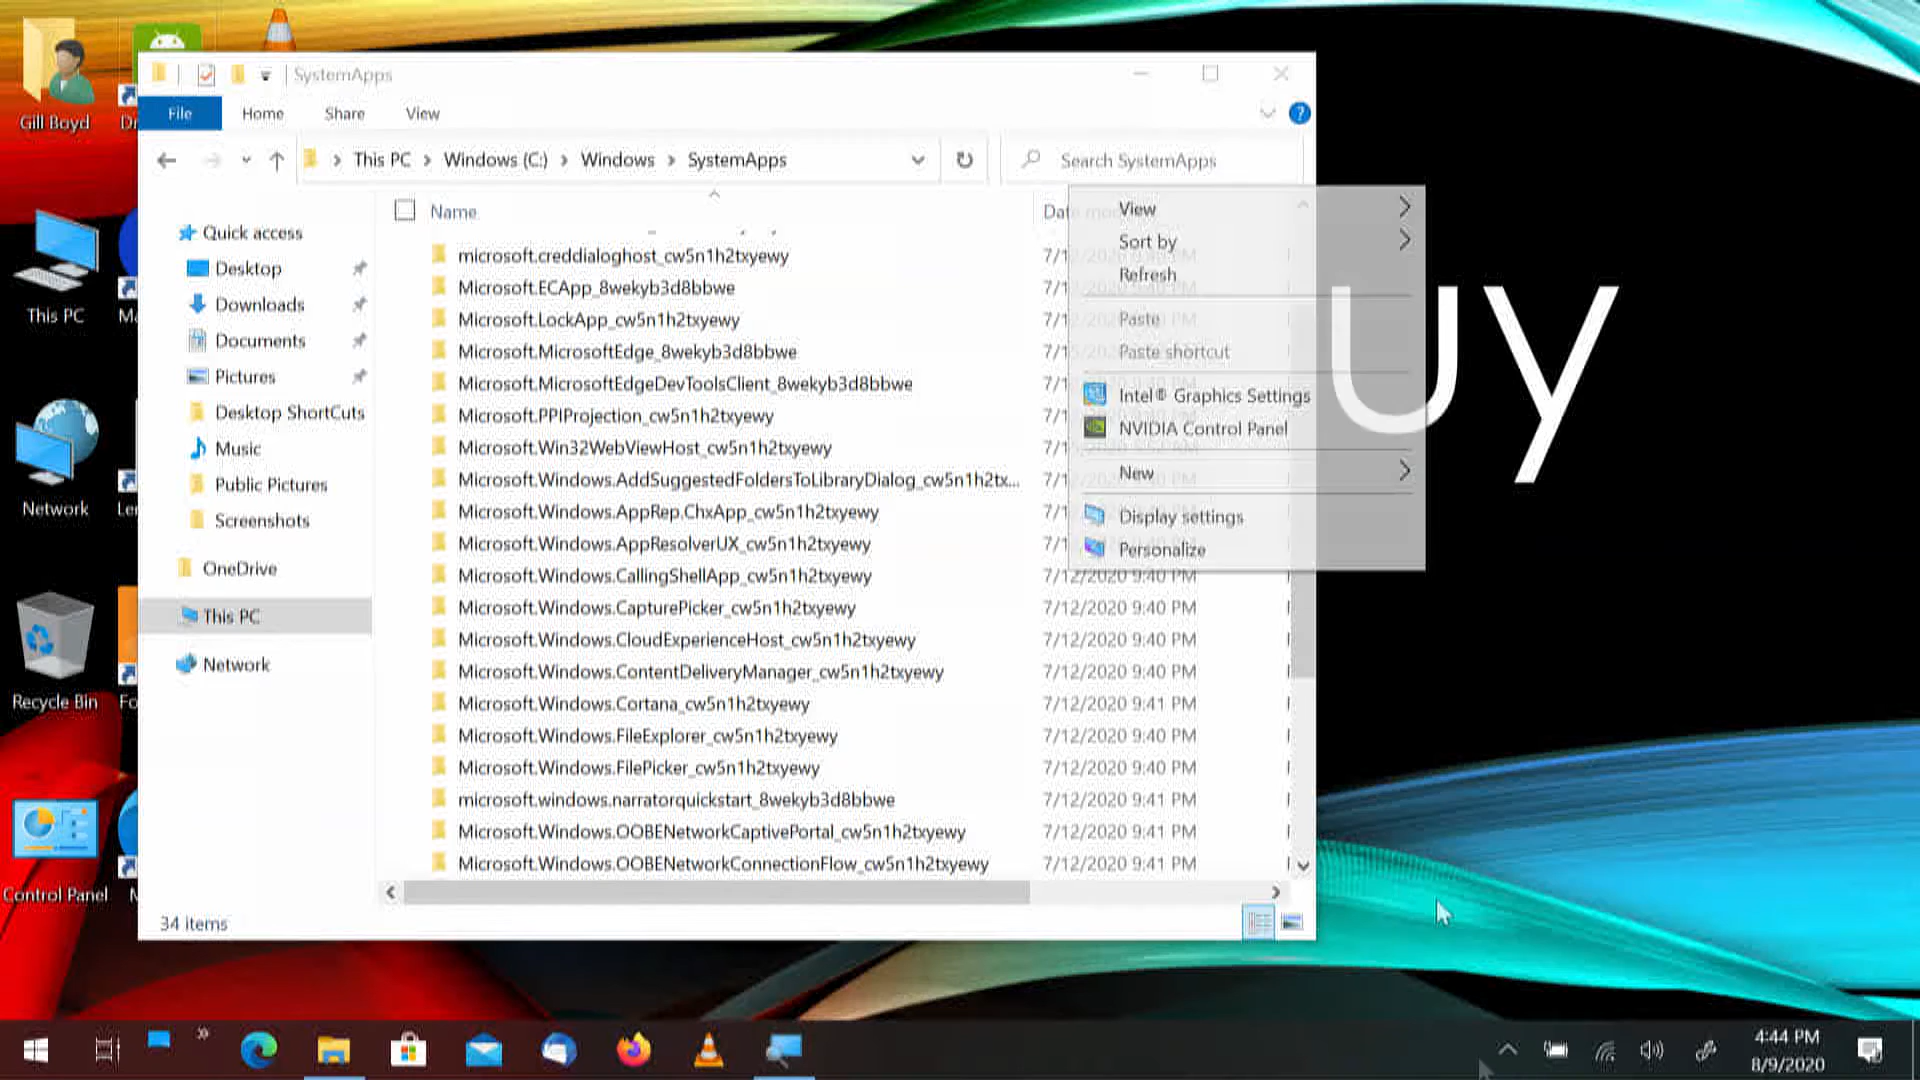 SystemApps
File Home Share View
This PC Windows (C:) Windows SystemApps
Search SystemApps
Name
Quick access
Desktop
Downloads
Documents
Pictures
Desktop ShortCuts
Music
Public Pictures
Screenshots
OneDrive
This PC
Network
microsoft.creddialoghost_cw5n1h2txyewy
Microsoft.ECApp_8wekyb3d8bbwe
Microsoft.LockApp_cw5n1h2txyewy
Microsoft.MicrosoftEdge_8wekyb3d8bbwe
Microsoft.MicrosoftEdgeDevToolsClient_8wekyb3d8bbwe
Microsoft.PPIProjection_cw5n1h2txyewy
Microsoft.Win32WebViewHost_cw5n1h2txyewy
Microsoft.Windows.AddSuggestedFoldersToLibraryDialog_cw5n1h2tx...
Microsoft.Windows.AppRep.ChxApp_cw5n1h2txyewy
Microsoft.Windows.AppResolverUX_cw5n1h2txyewy
Microsoft.Windows.CallingShellApp_cw5n1h2txyewy 7/12/2020 9:40 PM
Microsoft.Windows.CapturePicker_cw5n1h2txyewy 7/12/2020 9:40 PM
Microsoft.Windows.CloudExperienceHost_cw5n1h2txyewy 7/12/2020 9:40 PM
Microsoft.Windows.ContentDeliveryManager_cw5n1h2txyewy 7/12/2020 9:40 PM
Microsoft.Windows.Cortana_cw5n1h2txyewy 7/12/2020 9:40 PM
Microsoft.Windows.FileExplorer_cw5n1h2txyewy 7/12/2020 9:40 PM
Microsoft.Windows.FilePicker_cw5n1h2txyewy 7/12/2020 9:40 PM
microsoft.windows.narratorquickstart_8wekyb3d8bbwe 7/12/2020 9:41 PM
Microsoft.Windows.OOBENetworkCaptivePortal_cw5n1h2txyewy 7/12/2020 9:41 PM
Microsoft.Windows.OOBENetworkConnectionFlow_cw5n1h2txyewy 7/12/2020 9:41 PM
34 items
View
Sort by
Refresh
Paste
Paste shortcut
Intel® Graphics Settings
NVIDIA Control Panel
New
Display settings
Personalize
uy
Gill Boyd
This PC
Network
Recycle Bin
Control Panel
4:44 PM
8/9/2020